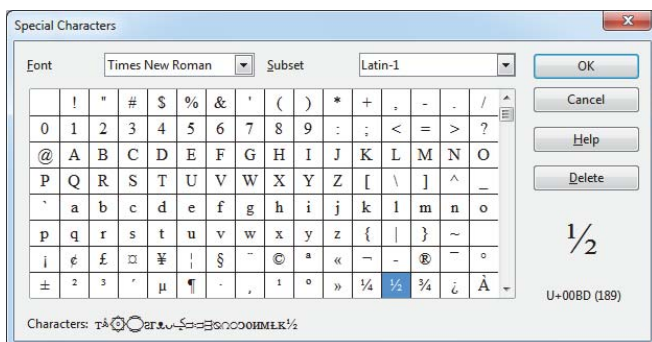 Special Characters
Font Times New Roman Subset Latin-1 OK
! " # $ % & ' ( ) * + , - . / Cancel
0 1 2 3 4 5 6 7 8 9 : ; < = > ? Help
@ A B C D E F G H I J K L M N O
P Q R S T U V W X Y Z [ \ ] ^ _ Delete
` a b c d e f g h i j k l m n o
p q r s t u v w x y z { | } ~ ½
¡ ¢ £ ¤ ¥ ¦ § ¨ © ª « ¬ - ® ¯ °
± ² ³ ´ µ ¶ · ¸ ¹ º » ¼ ½ ¾ ¿ À U+00BD (189)
Characters: